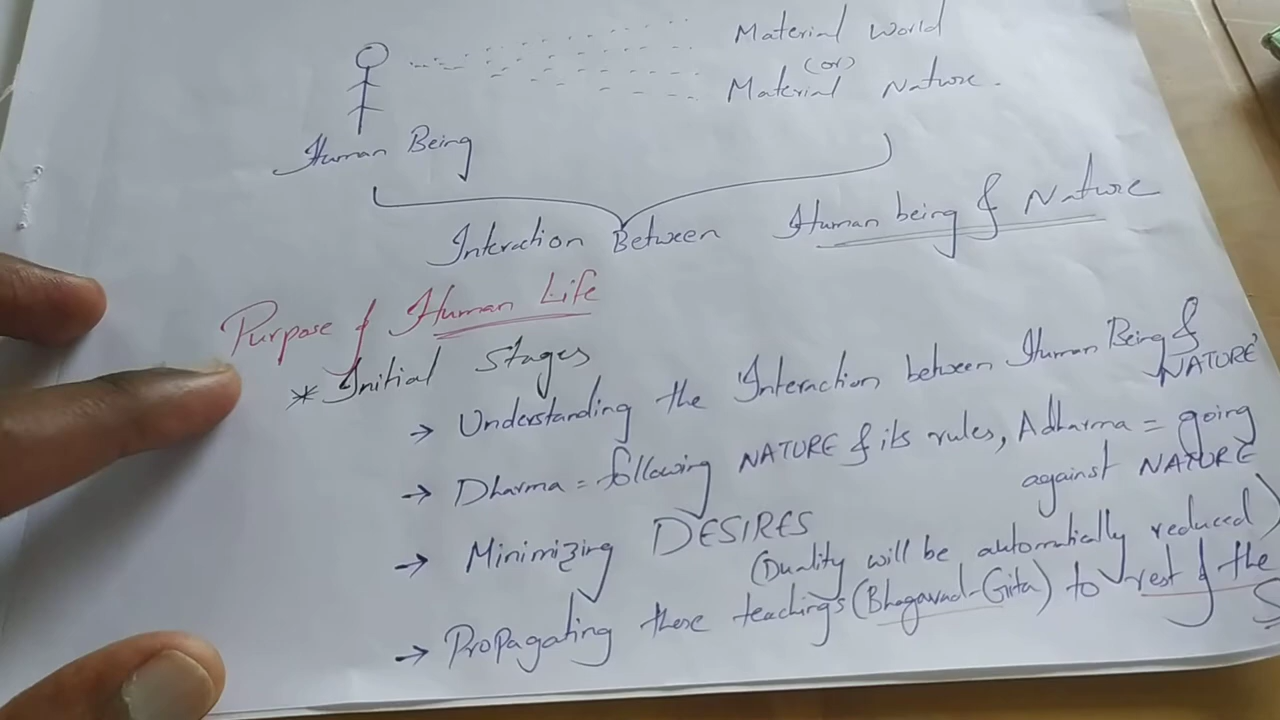 Material World
(or)
Material Nature.
Human Being
Interaction Between Human being & Nature
Purpose of Human Life
* Initial Stages
→ Understanding the Interaction between Human Being &
NATURE
→ Dharma = following NATURE & its rules, Adharma = going
against NATURE
→ Minimizing DESIRES
(Duality will be automatically reduced)
→ Propagating these teachings (Bhagavad-Gita) to rest of the